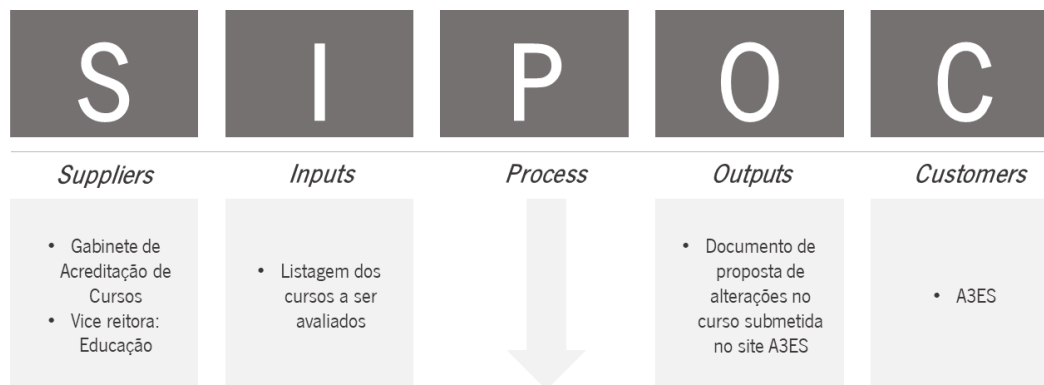 S I P O C
Suppliers Inputs Process Outputs Customers
• Gabinete de
Acreditação de
Cursos
• Vice reitora:
Educação
• Listagem dos
cursos a ser
avaliados
• Documento de
proposta de
alterações no
curso submetida
no site A3ES
• A3ES